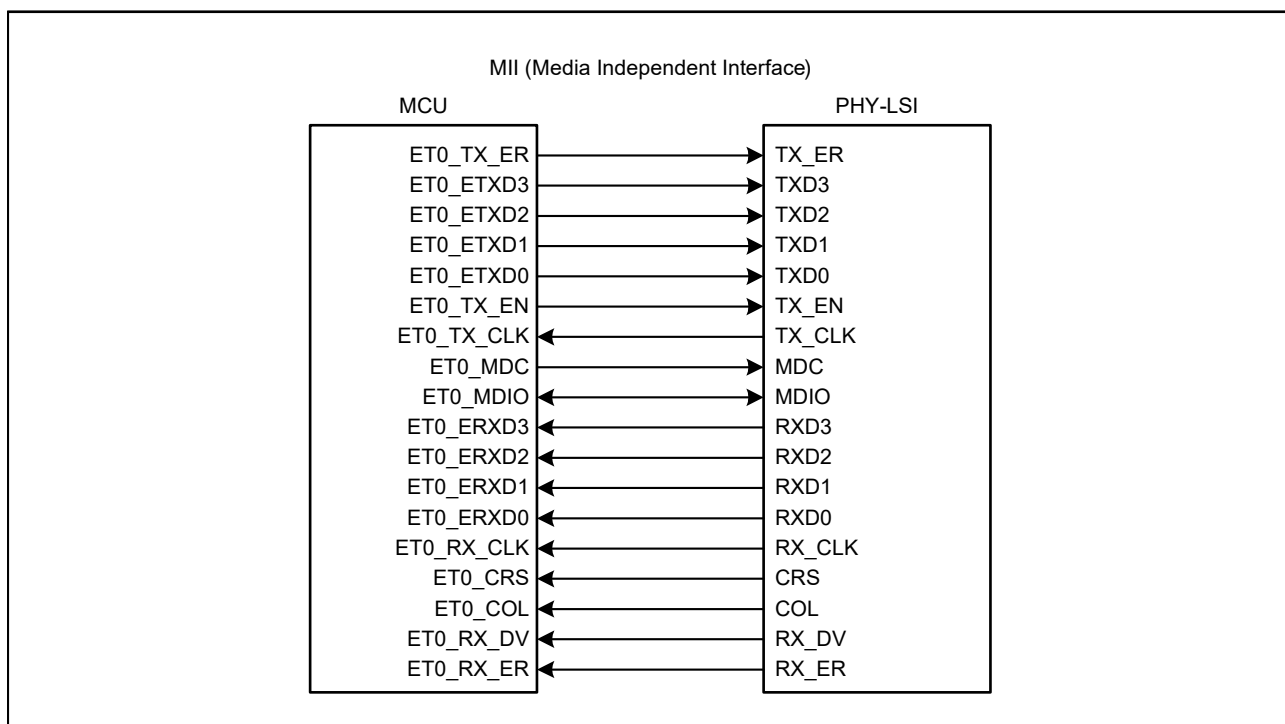 MII (Media Independent Interface)
MCU PHY-LSI
ET0_TX_ER TX_ER
ET0_ETXD3 TXD3
ET0_ETXD2 TXD2
ET0_ETXD1 TXD1
ET0_ETXD0 TXD0
ET0_TX_EN TX_EN
ET0_TX_CLK TX_CLK
ET0_MDC MDC
ET0_MDIO MDIO
ET0_ERXD3 RXD3
ET0_ERXD2 RXD2
ET0_ERXD1 RXD1
ET0_ERXD0 RXD0
ET0_RX_CLK RX_CLK
ET0_CRS CRS
ET0_COL COL
ET0_RX_DV RX_DV
ET0_RX_ER RX_ER